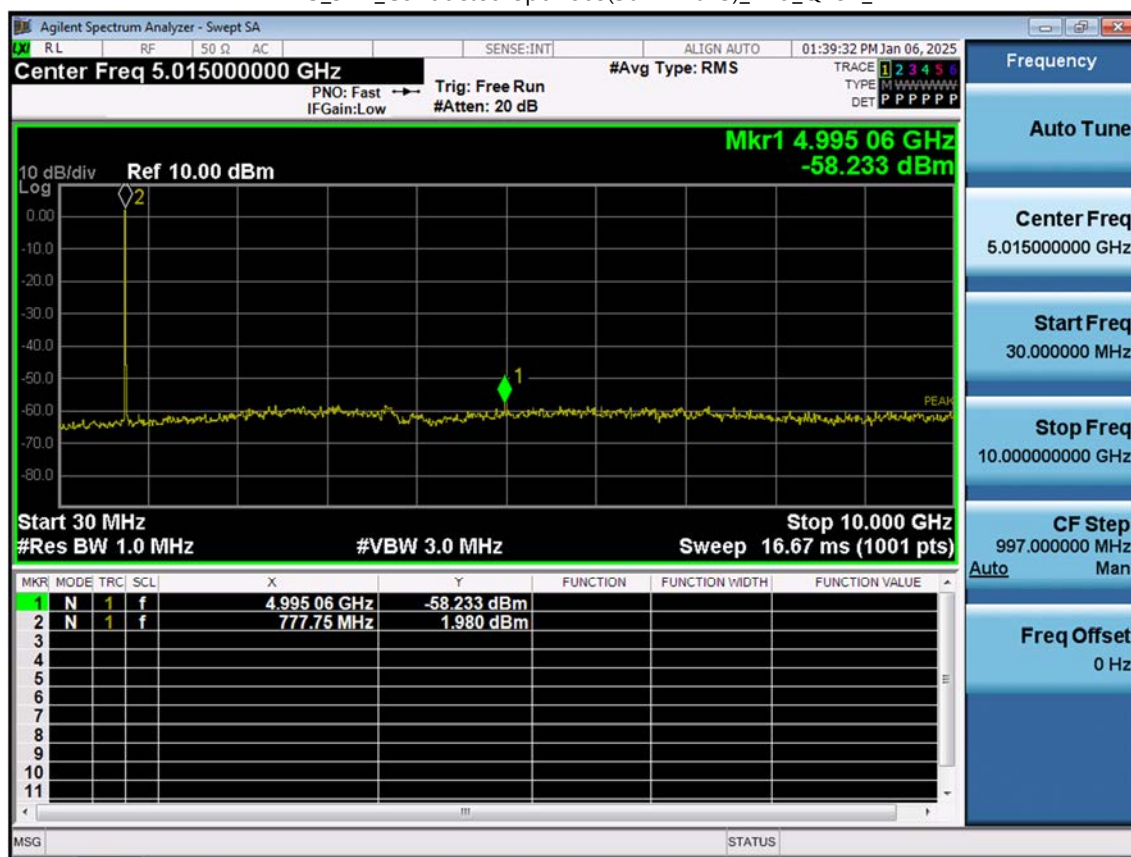 Agilent Spectrum Analyzer - Swept SA
LXI RL RF 50 Ω AC SENSE:INT ALIGN AUTO 01:39:32 PM Jan 06, 2025
Center Freq 5.015000000 GHz
PNO: Fast
IFGain:Low
Trig: Free Run
#Atten: 20 dB
#Avg Type: RMS
TRACE 1 2 3 4 5 6
TYPE M WWWWW
DET P P P P P P
Mkr1 4.995 06 GHz
-58.233 dBm
10 dB/div Ref 10.00 dBm
Log
2
0.00
-10.0
-20.0
-30.0
-40.0
-50.0
1
-60.0
PEAK
-70.0
-80.0
Start 30 MHz Stop 10.000 GHz
#Res BW 1.0 MHz #VBW 3.0 MHz Sweep 16.67 ms (1001 pts)
MKR MODE TRC SCL X Y FUNCTION FUNCTION WIDTH FUNCTION VALUE
1 N 1 f 4.995 06 GHz -58.233 dBm
2 N 1 f 777.75 MHz 1.980 dBm
3
4
5
6
7
8
9
10
11
MSG STATUS
Frequency
Auto Tune
Center Freq
5.015000000 GHz
Start Freq
30.000000 MHz
Stop Freq
10.000000000 GHz
CF Step
997.000000 MHz
Auto Man
Freq Offset
0 Hz